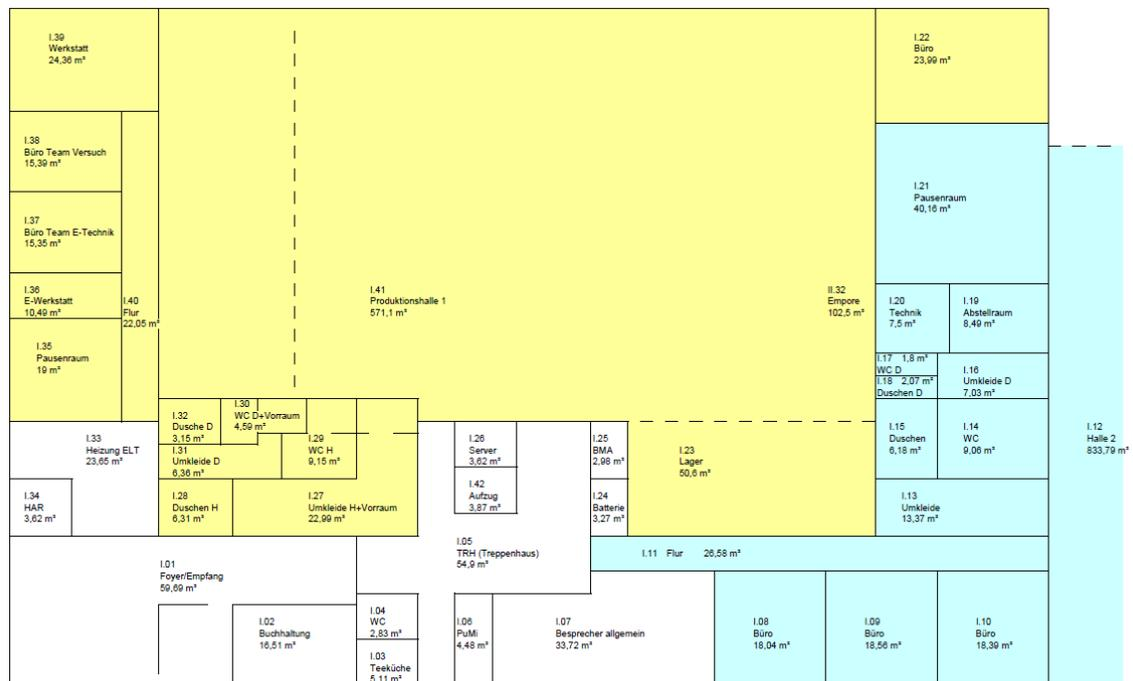 I.39
Werkstatt
24,36 m²
I.22
Büro
23,99 m²
I.38
Büro Team Versuch
15,39 m²
I.21
Pausenraum
40,16 m²
I.37
Büro Team E-Technik
15,35 m²
I.36
E-Werkstatt
10,49 m²
I.40
Flur
22,05 m²
I.41
Produktionshalle 1
571,1 m²
II.32
Empore
102,5 m²
I.20
Technik
7,5 m²
I.19
Abstellraum
8,49 m²
I.35
Pausenraum
19 m²
I.17 1,8 m²
WC D
I.18 2,07 m²
Duschen D
I.16
Umkleide D
7,03 m²
I.32
Dusche D
3,15 m²
I.30
WC D+Vorraum
4,59 m²
I.33
Heizung ELT
23,65 m²
I.31
Umkleide D
6,36 m²
I.29
WC H
9,15 m²
I.26
Server
3,62 m²
I.25
BMA
2,98 m²
I.23
Lager
50,6 m²
I.15
Duschen
6,18 m²
I.14
WC
9,06 m²
I.12
Halle 2
833,79 m²
I.34
HAR
3,62 m²
I.28
Duschen H
6,31 m²
I.27
Umkleide H+Vorraum
22,99 m²
I.42
Aufzug
3,87 m²
I.24
Batterie
3,27 m²
I.13
Umkleide
13,37 m²
I.05
TRH (Treppenhaus)
54,9 m²
I.11 Flur 26,58 m²
I.01
Foyer/Empfang
59,69 m²
I.02
Buchhaltung
16,51 m²
I.04
WC
2,83 m²
I.03
Teeküche
5,11 m²
I.06
PuMi
4,48 m²
I.07
Besprecher allgemein
33,72 m²
I.08
Büro
18,04 m²
I.09
Büro
18,56 m²
I.10
Büro
18,39 m²